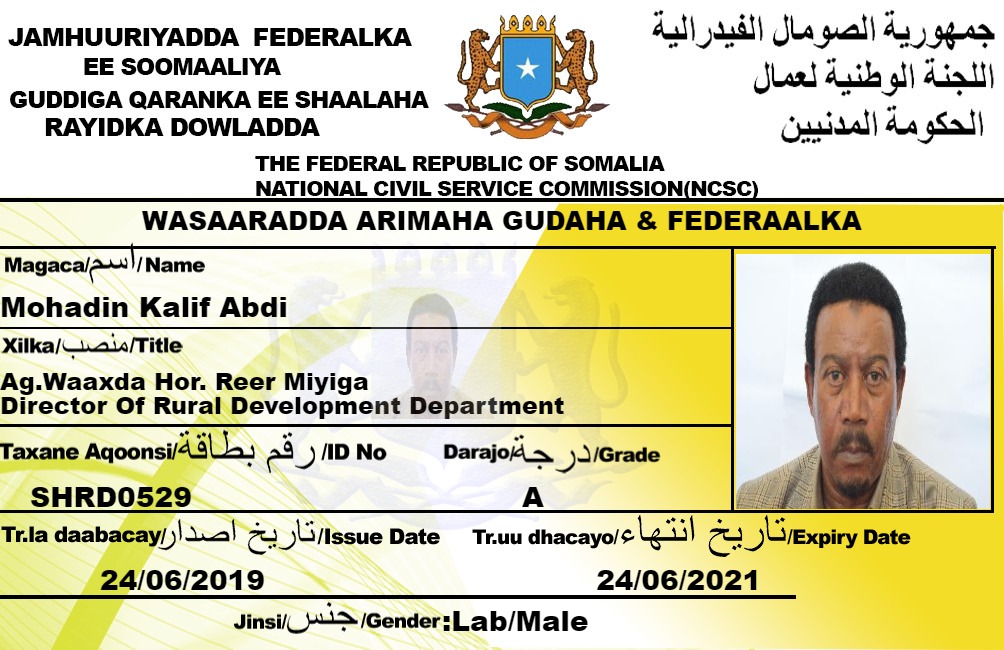 JAMHUURIYADDA FEDERALKA
EE SOOMAALIYA
GUDDIGA QARANKA EE SHAALAHA
RAYIDKA DOWLADDA
جمهورية الصومال الفيدرالية
اللجنة الوطنية لعمال
الحكومة المدنيين
THE FEDERAL REPUBLIC OF SOMALIA
NATIONAL CIVIL SERVICE COMMISSION(NCSC)
WASAARADDA ARIMAHA GUDAHA & FEDERAALKA
Magaca/اسم/Name
Mohadin Kalif Abdi
Xilka/منصب/Title
Ag.Waaxda Hor. Reer Miyiga
Director Of Rural Development Department
Taxane Aqoonsi/رقم بطاقة/ID No
Darajo/درجة/Grade
SHRD0529
A
Tr.la daabacay/تاريخ اصدار/Issue Date
Tr.uu dhacayo/تاريخ انتهاء/Expiry Date
24/06/2019
24/06/2021
Jinsi/جنس/Gender:Lab/Male